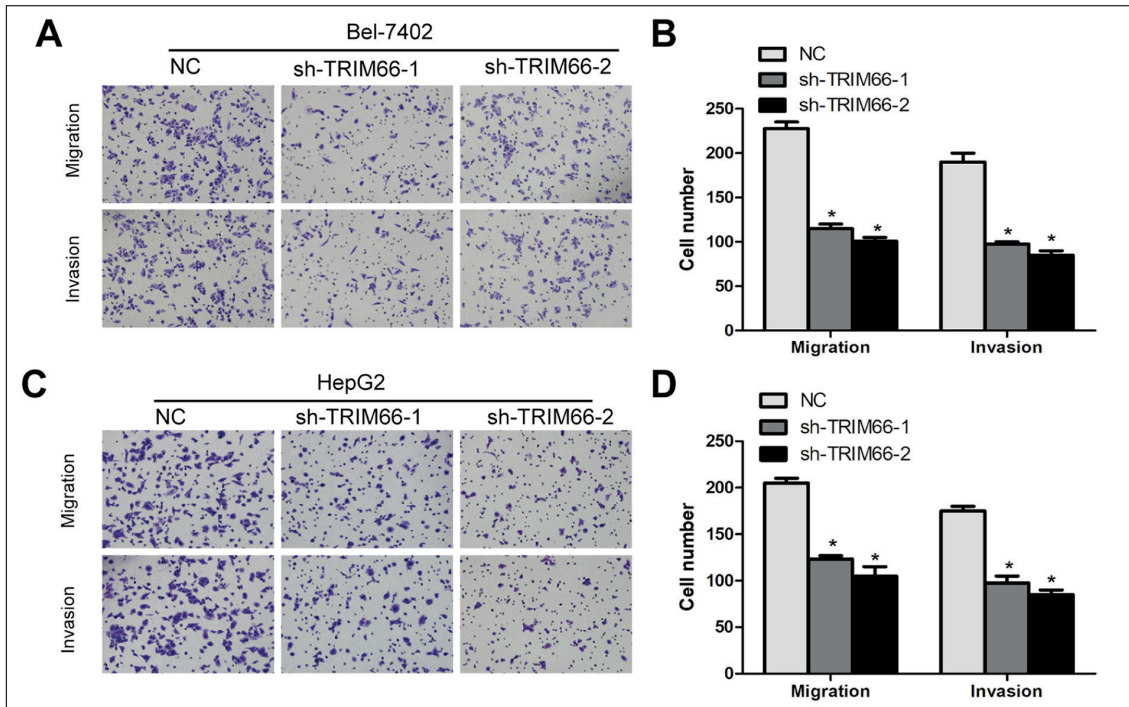 A
Bel-7402
NC sh-TRIM66-1 sh-TRIM66-2
Migration
Invasion
B
NC
sh-TRIM66-1
sh-TRIM66-2
Cell number
250
200
150
100
50
0
* *
* *
Migration Invasion
C
HepG2
NC sh-TRIM66-1 sh-TRIM66-2
Migration
Invasion
D
NC
sh-TRIM66-1
sh-TRIM66-2
Cell number
250
200
150
100
50
0
* *
* *
Migration Invasion